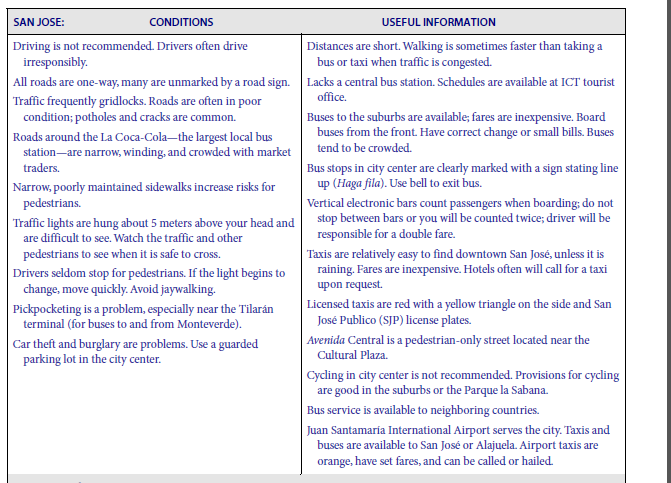 SAN JOSE: CONDITIONS
Driving is not recommended. Drivers often drive
irresponsibly.
All roads are one-way, many are unmarked by a road sign.
Traffic frequently gridlocks. Roads are often in poor
condition; potholes and cracks are common.
Roads around the La Coca-Cola—the largest local bus
station—are narrow, winding, and crowded with market
traders.
Narrow, poorly maintained sidewalks increase risks for
pedestrians.
Traffic lights are hung about 5 meters above your head and
are difficult to see. Watch the traffic and other
pedestrians to see when it is safe to cross.
Drivers seldom stop for pedestrians. If the light begins to
change, move quickly. Avoid jaywalking.
Pickpocketing is a problem, especially near the Tilarán
terminal (for buses to and from Monteverde).
Car theft and burglary are problems. Use a guarded
parking lot in the city center.
USEFUL INFORMATION
Distances are short. Walking is sometimes faster than taking a
bus or taxi when traffic is congested.
Lacks a central bus station. Schedules are available at ICT tourist
office.
Buses to the suburbs are available; fares are inexpensive. Board
buses from the front. Have correct change or small bills. Buses
tend to be crowded.
Bus stops in city center are clearly marked with a sign stating line
up (Haga fila). Use bell to exit bus.
Vertical electronic bars count passengers when boarding; do not
stop between bars or you will be counted twice; driver will be
responsible for a double fare.
Taxis are relatively easy to find downtown San José, unless it is
raining. Fares are inexpensive. Hotels often will call for a taxi
upon request.
Licensed taxis are red with a yellow triangle on the side and San
José Publico (SJP) license plates.
Avenida Central is a pedestrian-only street located near the
Cultural Plaza.
Cycling in city center is not recommended. Provisions for cycling
are good in the suburbs or the Parque la Sabana.
Bus service is available to neighboring countries.
Juan Santamaría International Airport serves the city. Taxis and
buses are available to San José or Alajuela. Airport taxis are
orange, have set fares, and can be called or hailed.